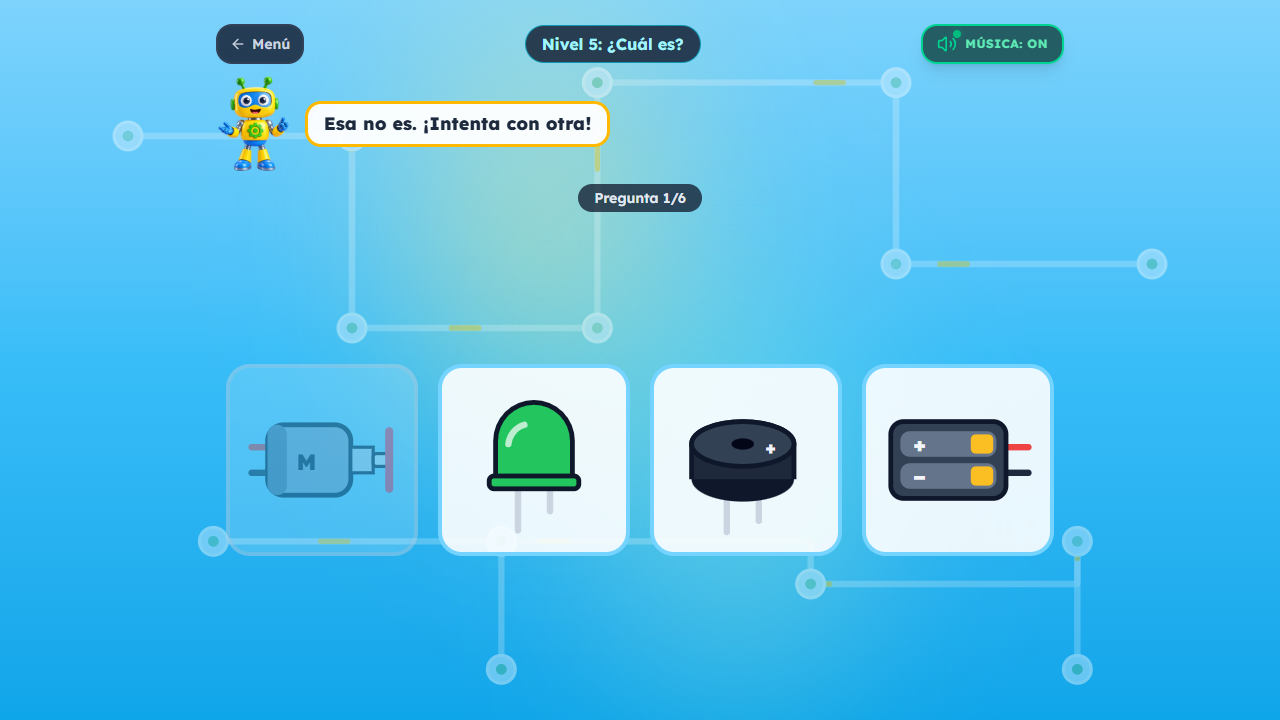 Menú
Nivel 5: ¿Cuál es?
MÚSICA: ON
Esa no es. ¡Intenta con otra!
Pregunta 1/6
M
+
+
−